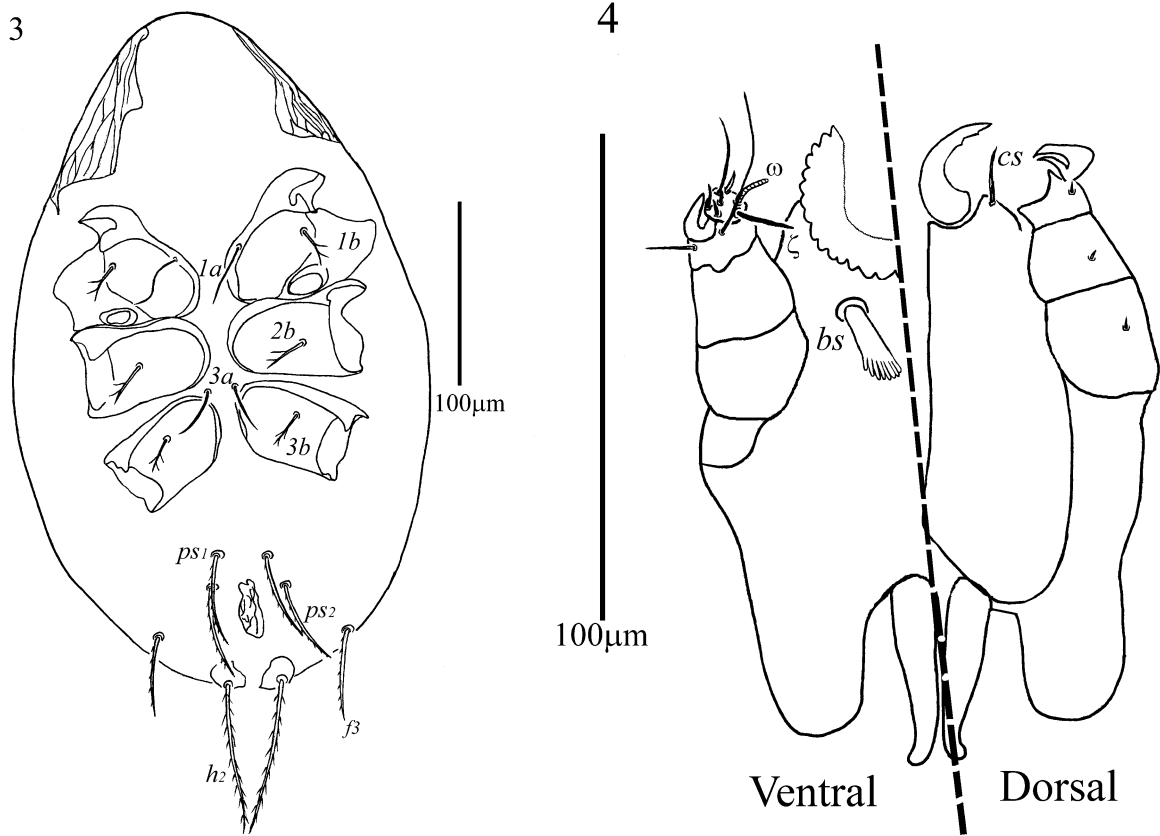 3
4
1a
1b
2b
3a
3b
100μm
ps1
ps2
f3
h2
100μm
ω
ζ
bs
cs
Ventral
Dorsal